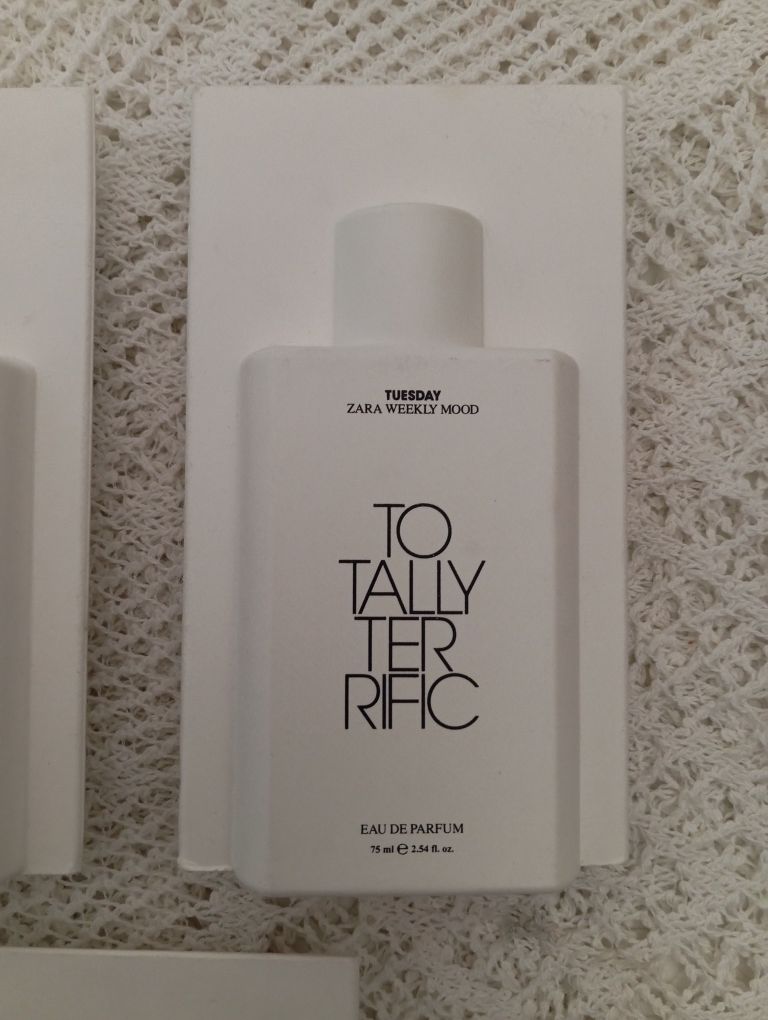 TUESDAY
ZARA WEEKLY MOOD
TO
TALLY
TER
RIFIC
EAU DE PARFUM
75 ml ℮ 2.54 fl. oz.